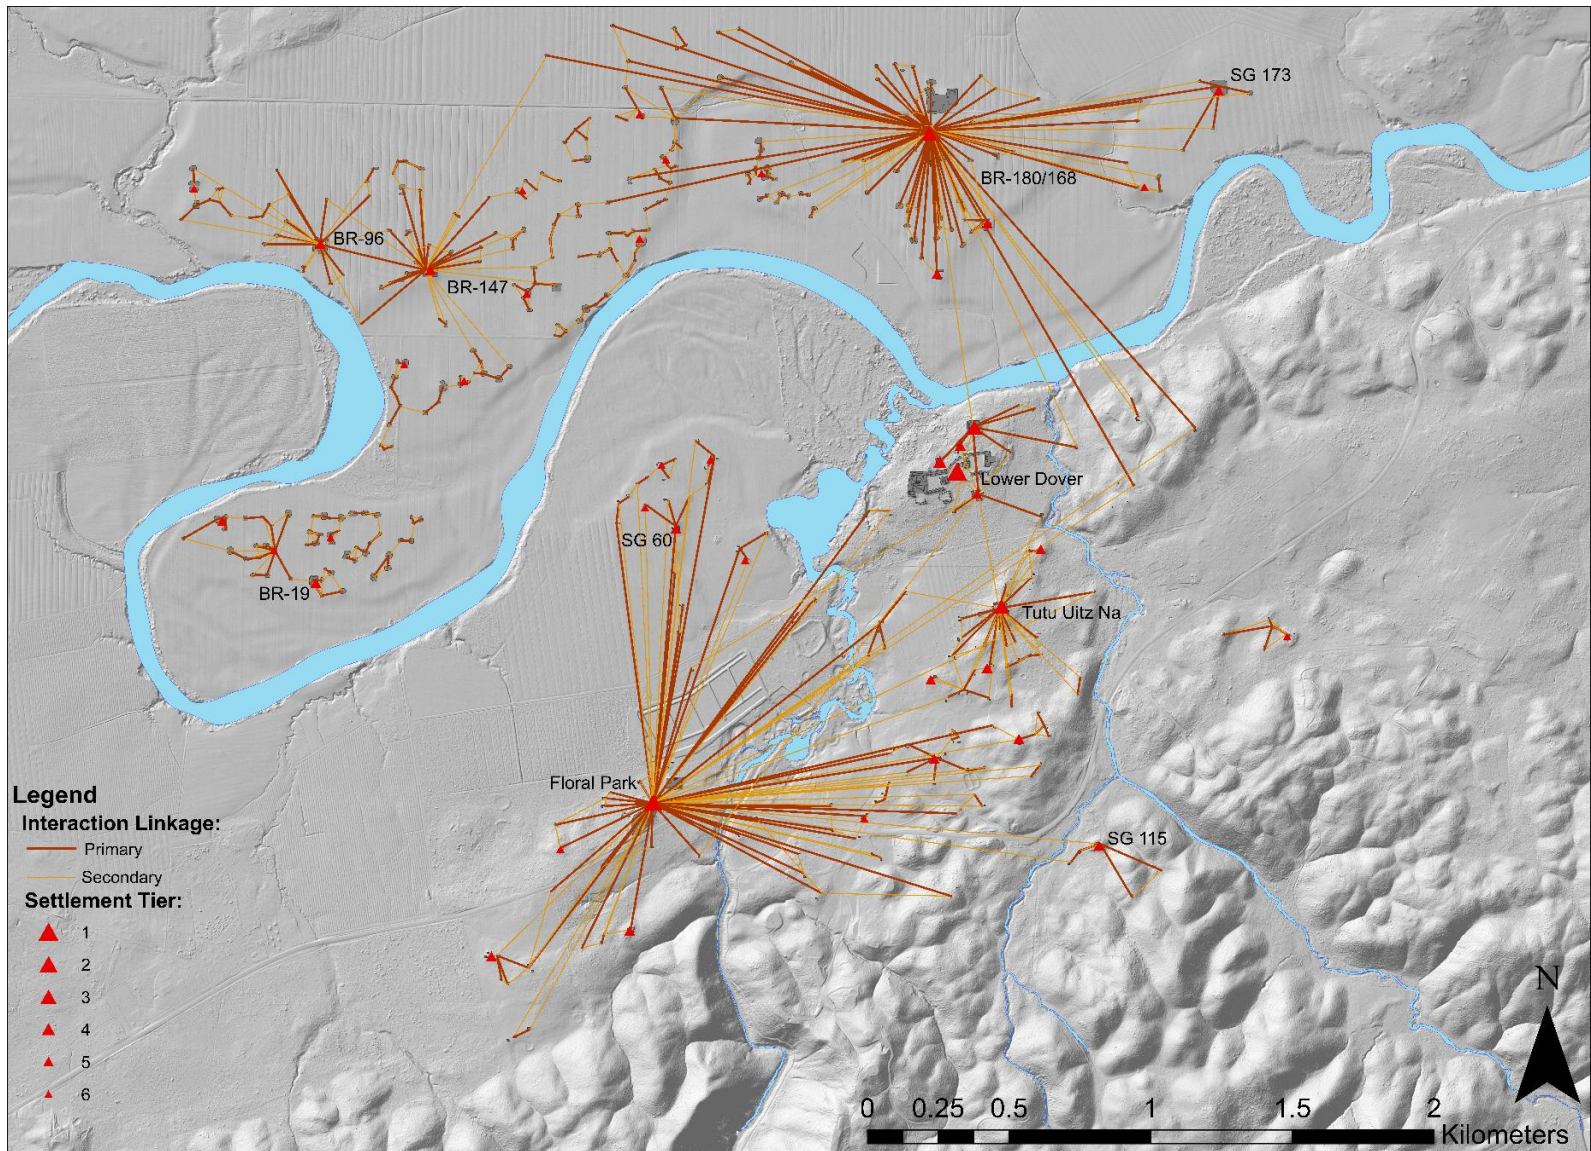 SG 173
BR-180/168
BR-96
BR-147
Lower Dover
SG 60
BR-19
Tutu Uitz Na
Floral Park
SG 115
Legend
Interaction Linkage:
Primary
Secondary
Settlement Tier:
1
2
3
4
5
6
N
0 0.25 0.5 1 1.5 2
Kilometers